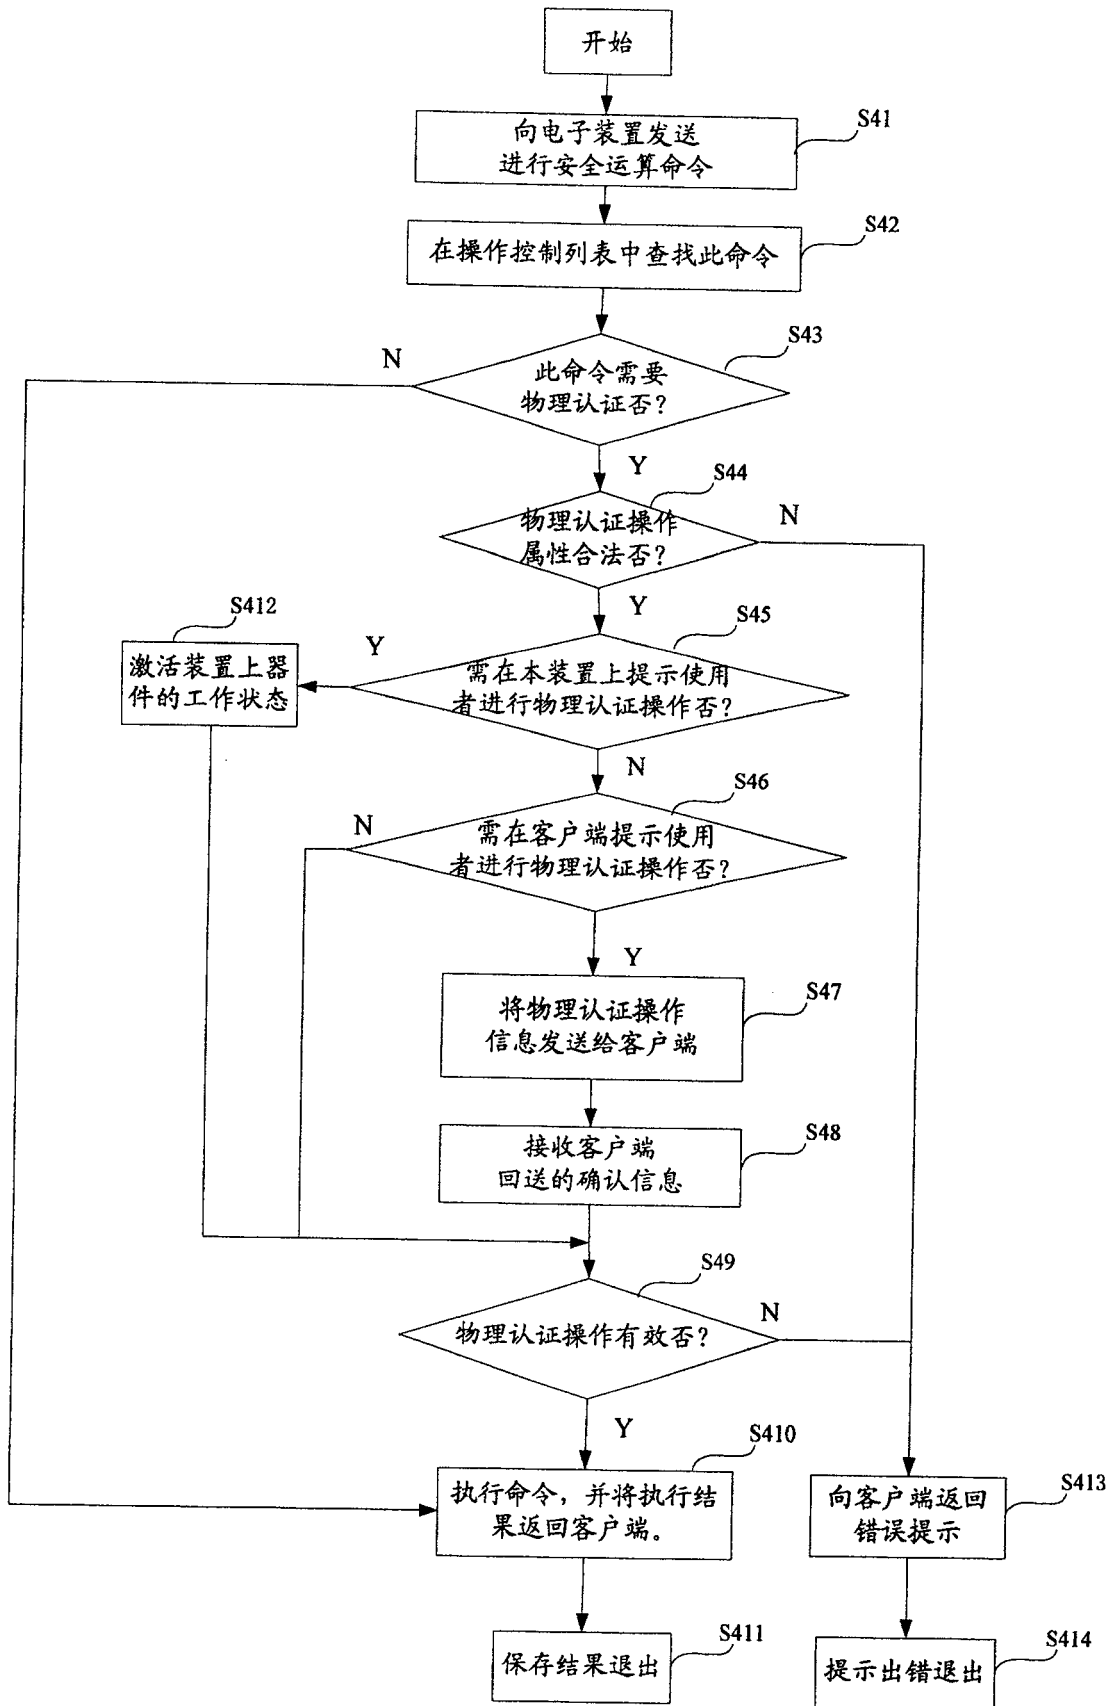 开始
S41
向电子装置发送
进行安全运算命令
S42
在操作控制列表中查找此命令
S43
N
此命令需要
物理认证否?
Y
S44
N
物理认证操作
属性合法否?
Y
S412
S45
激活装置上器
件的工作状态
Y
需在本装置上提示使用
者进行物理认证操作否?
N
S46
N
需在客户端提示使用
者进行物理认证操作否?
Y
S47
将物理认证操作
信息发送给客户端
S48
接收客户端
回送的确认信息
S49
N
物理认证操作有效否?
Y
S410
执行命令，并将执行结
果返回客户端。
S413
向客户端返回
错误提示
S411
保存结果退出
S414
提示出错退出